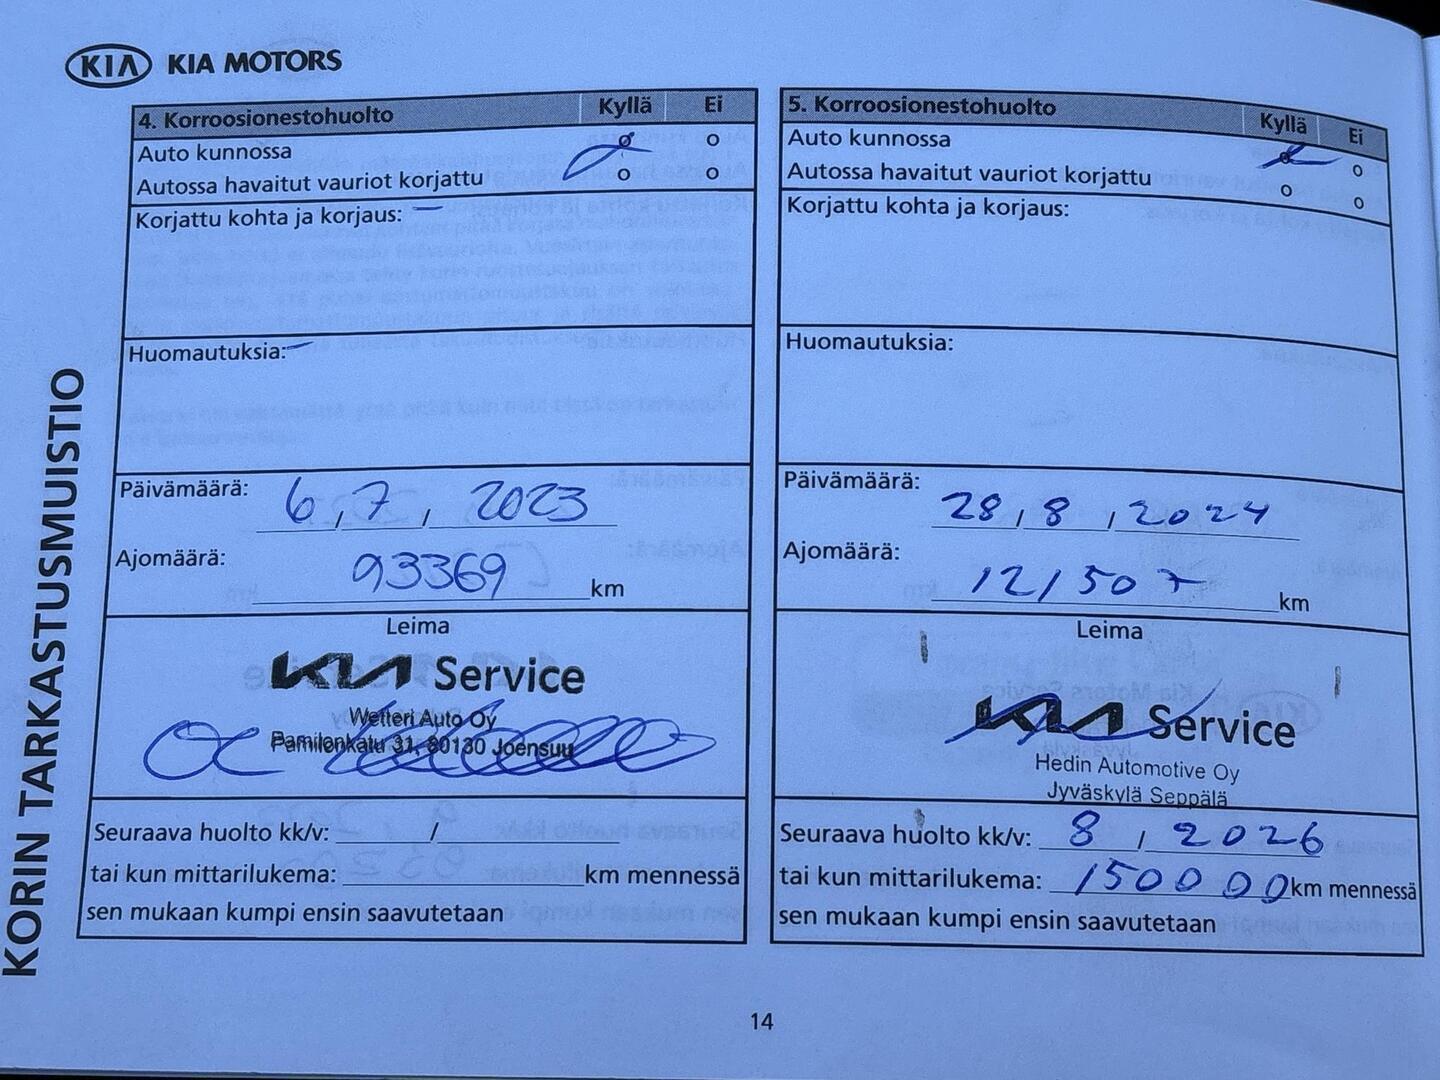 KIA KIA MOTORS
KORIN TARKASTUSMUISTIO
4. Korroosionestohuolto Kyllä Ei
Auto kunnossa o o
Autossa havaitut vauriot korjattu o o
Korjattu kohta ja korjaus: —
Huomautuksia: —
Päivämäärä: 6 , 7 , 2023
Ajomäärä: 93369 km
Leima
KIA Service
Wetteri Auto Oy
Pamilonkatu 31, 80130 Joensuu
Seuraava huolto kk/v: /
tai kun mittarilukema: km mennessä
sen mukaan kumpi ensin saavutetaan
5. Korroosionestohuolto Kyllä Ei
Auto kunnossa o o
Autossa havaitut vauriot korjattu o o
Korjattu kohta ja korjaus:
Huomautuksia:
Päivämäärä: 28 , 8 , 2024
Ajomäärä: 121507 km
Leima
KIA Service
Hedin Automotive Oy
Jyväskylä Seppälä
Seuraava huolto kk/v: 8 , 2026
tai kun mittarilukema: 150000 km mennessä
sen mukaan kumpi ensin saavutetaan
14